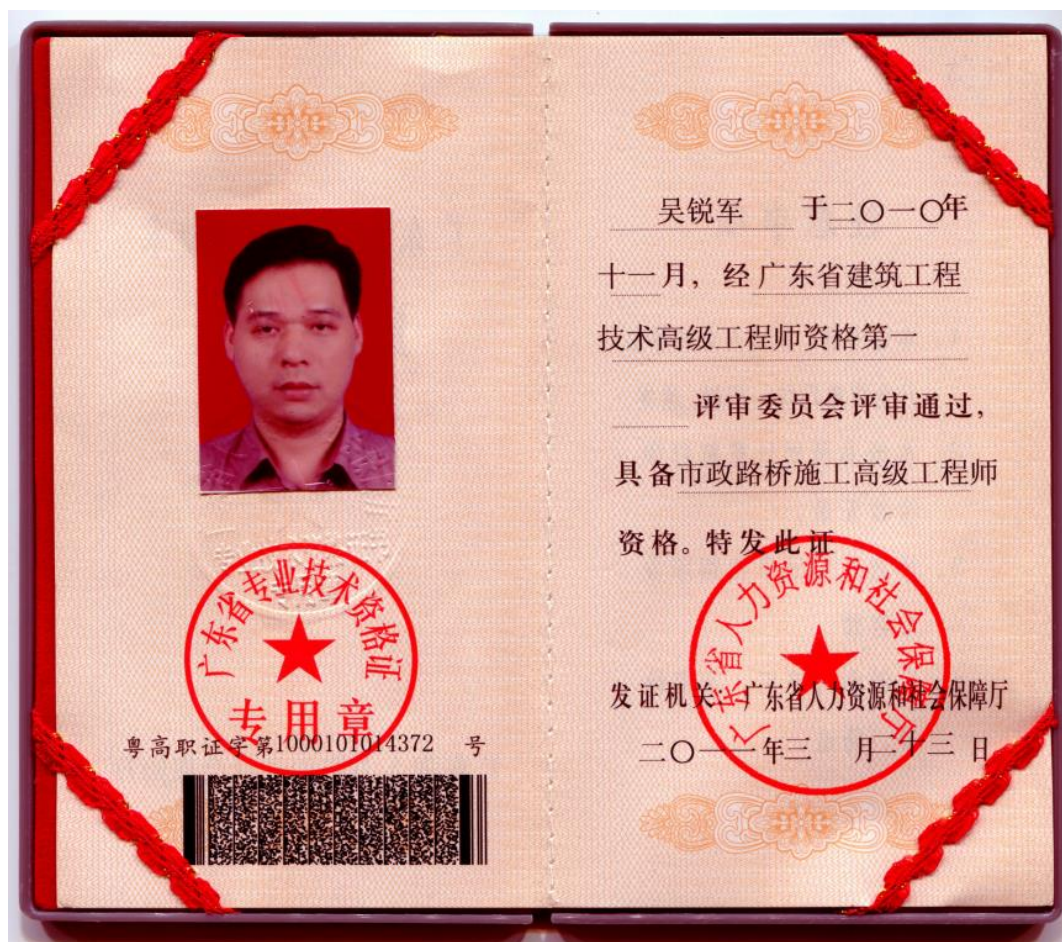 广东省专业技术资格证
专用章
粤高职证字第1000101014372 号
吴锐军 于二〇一〇年
十一月，经广东省建筑工程
技术高级工程师资格第一
评审委员会评审通过，
具备市政路桥施工高级工程师
资格。特发此证
广东省人力资源和社会保障厅
发证机关 广东省人力资源和社会保障厅
二〇一一年三 月二十三日